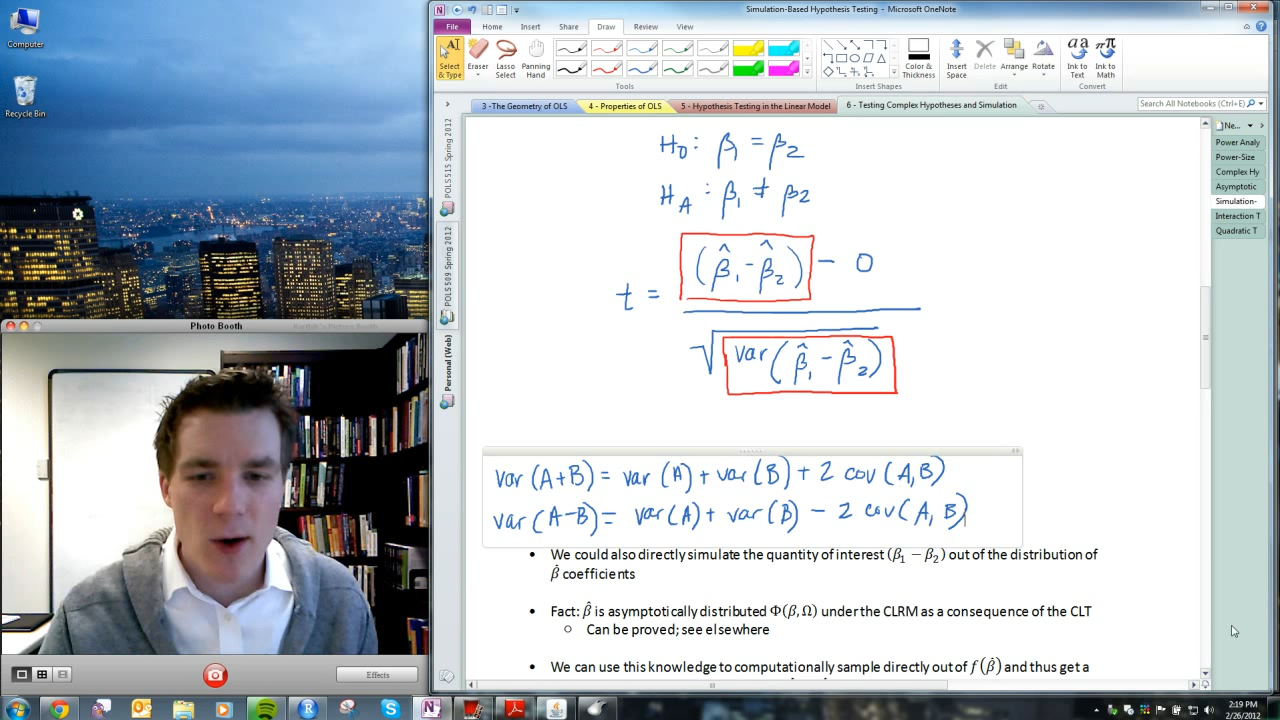 Simulation-Based Hypothesis Testing - Microsoft OneNote
File Home Insert Share Draw Review View
Select & Type
Eraser
Lasso Select
Panning Hand
Color & Thickness
Insert Space
Delete
Arrange
Rotate
Ink to Text
Ink to Math
Tools
Insert Shapes
Edit
Convert
3 -The Geometry of OLS
4 - Properties of OLS
5 - Hypothesis Testing in the Linear Model
6 - Testing Complex Hypotheses and Simulation
Search All Notebooks (Ctrl+E)
Computer
Recycle Bin
POLS 515 Spring 2012
POLS 509 Spring 2012
Personal (Web)
Ne...
Power Analy
Power-Size
Complex Hy
Asymptotic
Simulation-
Interaction T
Quadratic T
H₀: β₁ = β₂
H_A: β₁ ≠ β₂
t = (β̂₁ - β̂₂) - 0
√var(β̂₁ - β̂₂)
var(A+B) = var(A) + var(B) + 2 cov(A,B)
var(A-B) = var(A) + var(B) - 2 cov(A,B)
• We could also directly simulate the quantity of interest (β₁ − β₂) out of the distribution of
β̂ coefficients
• Fact: β̂ is asymptotically distributed Φ(β, Ω) under the CLRM as a consequence of the CLT
○ Can be proved; see elsewhere
• We can use this knowledge to computationally sample directly out of f(β̂) and thus get a
Photo Booth
Effects
2:19 PM
2/26/2012